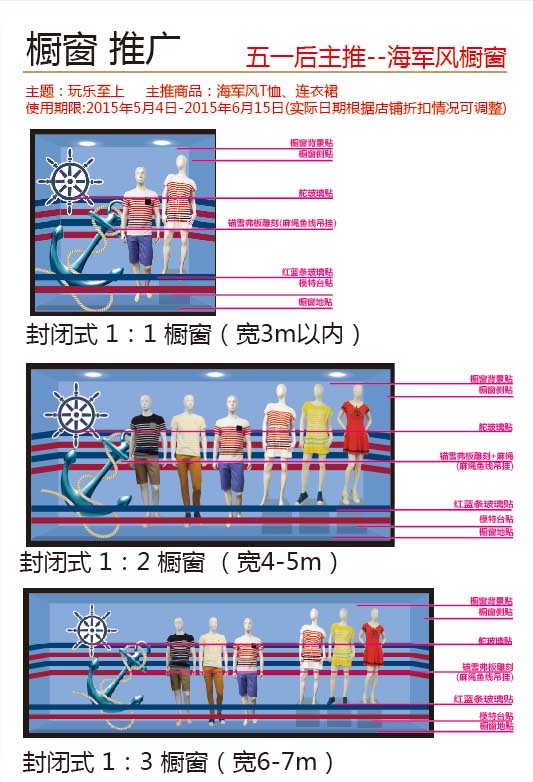 橱窗 推广
五一后主推--海军风橱窗
主题：玩乐至上 主推商品：海军风T恤、连衣裙
使用期限:2015年5月4日-2015年6月15日(实际日期根据店铺折扣情况可调整)
橱窗背景贴
橱窗侧贴
舵玻璃贴
锚雪弗板雕刻(麻绳鱼线吊挂)
红蓝条玻璃贴
模特台贴
橱窗地贴
封闭式 1：1 橱窗（宽3m以内）
橱窗背景贴
橱窗侧贴
舵玻璃贴
锚雪弗板雕刻+麻绳
(麻绳鱼线吊挂)
红蓝条玻璃贴
模特台贴
橱窗地贴
封闭式 1：2 橱窗 （宽4-5m）
橱窗背景贴
橱窗侧贴
舵玻璃贴
锚雪弗板雕刻
(麻绳鱼线吊挂)
红蓝条玻璃贴
模特台贴
橱窗地贴
封闭式 1：3 橱窗（宽6-7m）